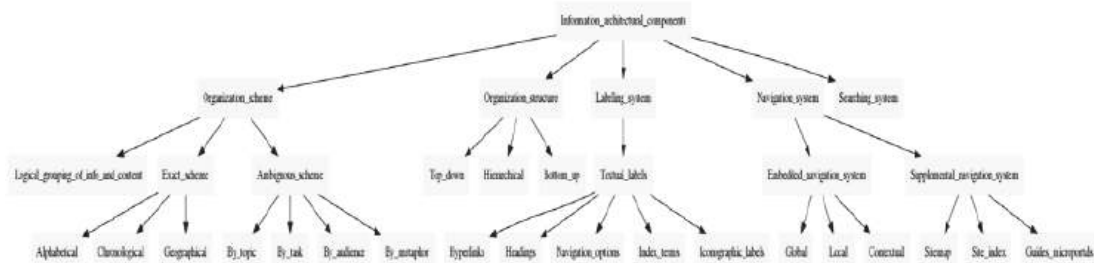 Information_architectural_components
Organization_scheme Organization_structure Labeling_system Navigation_system Searching_system
Logical_grouping_of_info_and_content Exact_scheme Ambiguous_scheme Top_down Hierarchical Bottom_up Textual_labels Embedded_navigation_system Supplemental_navigation_system
Alphabetical Chronological Geographical By_topic By_task By_audience By_metaphor Hyperlinks Headings Navigation_options Index_terms Iconographic_labels Global Local Contextual Sitemap Site_index Guides_microportals